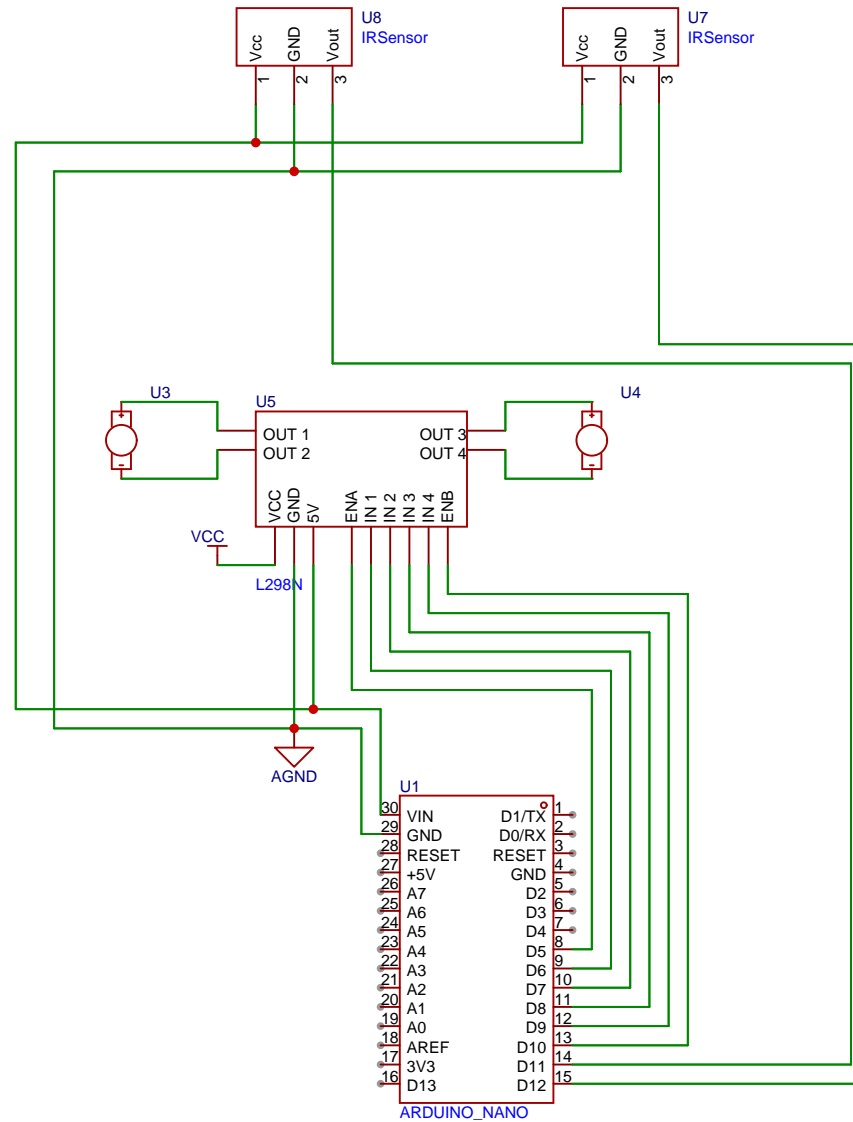 U8
IRSensor
Vcc
GND
Vout
1
2
3
U7
IRSensor
Vcc
GND
Vout
1
2
3
U3
U5
U4
OUT 1
OUT 2
OUT 3
OUT 4
+
-
+
-
VCC
GND
5V
ENA
IN 1
IN 2
IN 3
IN 4
ENB
VCC
L298N
AGND
U1
30 VIN D1/TX 1
29 GND D0/RX 2
28 RESET RESET 3
27 +5V GND 4
26 A7 D2 5
25 A6 D3 6
24 A5 D4 7
23 A4 D5 8
22 A3 D6 9
21 A2 D7 10
20 A1 D8 11
19 A0 D9 12
18 AREF D10 13
17 3V3 D11 14
16 D13 D12 15
ARDUINO_NANO